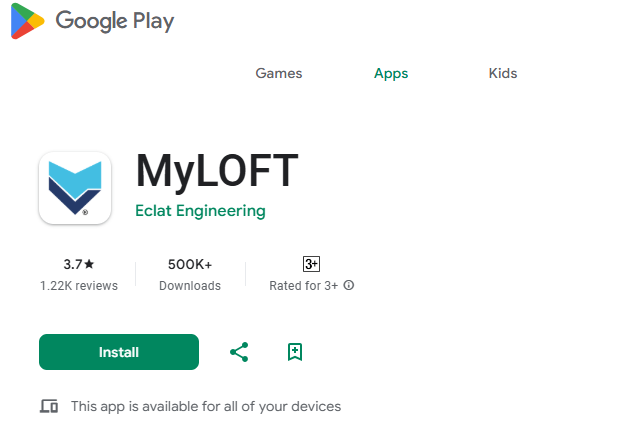 Google Play
Games Apps Kids
MyLOFT
Eclat Engineering
3.7★ 500K+ 3+
1.22K reviews Downloads Rated for 3+
Install
This app is available for all of your devices